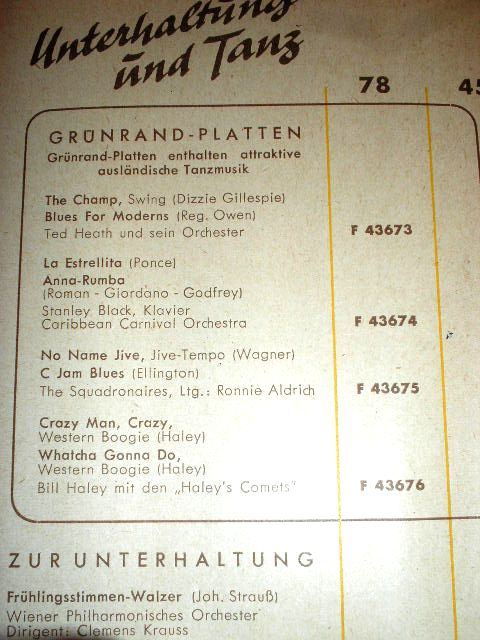 Unterhaltung
und Tanz
78
45
GRÜNRAND-PLATTEN
Grünrand-Platten enthalten attraktive
ausländische Tanzmusik
The Champ, Swing (Dizzie Gillespie)
Blues For Moderns (Reg. Owen)
Ted Heath und sein Orchester F 43673
La Estrellita (Ponce)
Anna-Rumba
(Roman - Giordano - Godfrey)
Stanley Black, Klavier
Caribbean Carnival Orchestra F 43674
No Name Jive, Jive-Tempo (Wagner)
C Jam Blues (Ellington)
The Squadronaires, Ltg.: Ronnie Aldrich F 43675
Crazy Man, Crazy,
Western Boogie (Haley)
Whatcha Gonna Do,
Western Boogie (Haley)
Bill Haley mit den „Haley's Comets" F 43676
ZUR UNTERHALTUNG
Frühlingsstimmen-Walzer (Joh. Strauß)
Wiener Philharmonisches Orchester
Dirigent: Clemens Krauss